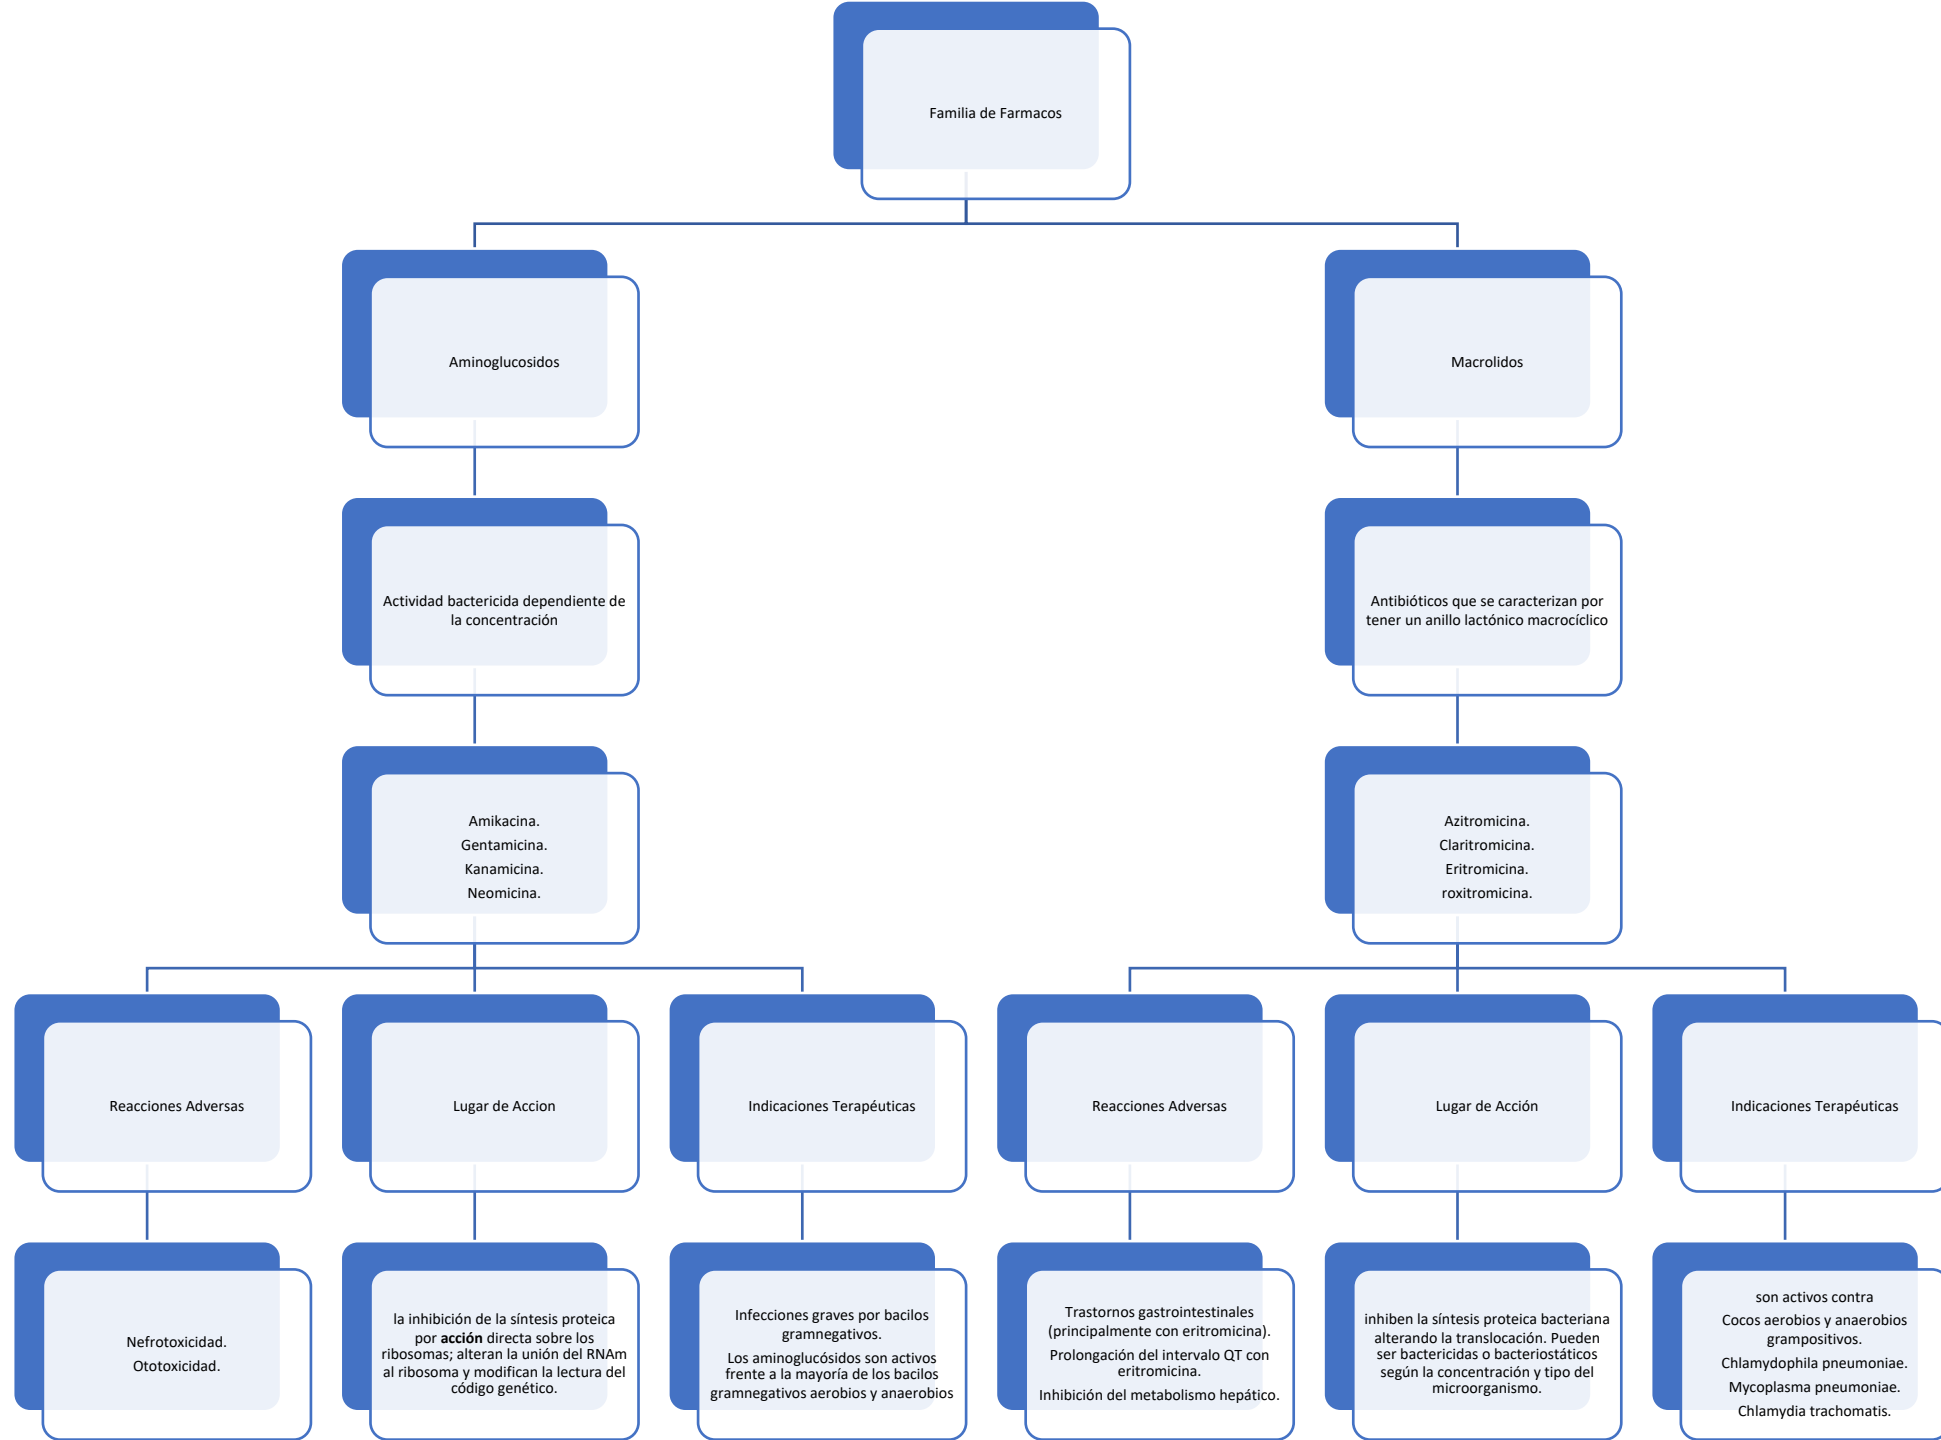 Familia de Farmacos
Aminoglucosidos
Macrolidos
Actividad bactericida dependiente de
la concentración
Antibióticos que se caracterizan por
tener un anillo lactónico macrocíclico
Amikacina.
Gentamicina.
Kanamicina.
Neomicina.
Azitromicina.
Claritromicina.
Eritromicina.
roxitromicina.
Reacciones Adversas
Lugar de Accion
Indicaciones Terapéuticas
Reacciones Adversas
Lugar de Acción
Indicaciones Terapéuticas
Nefrotoxicidad.
Ototoxicidad.
la inhibición de la síntesis proteica
por acción directa sobre los
ribosomas; alteran la unión del RNAm
al ribosoma y modifican la lectura del
código genético.
Infecciones graves por bacilos
gramnegativos.
Los aminoglucósidos son activos
frente a la mayoría de los bacilos
gramnegativos aerobios y anaerobios
Trastornos gastrointestinales
(principalmente con eritromicina).
Prolongación del intervalo QT con
eritromicina.
Inhibición del metabolismo hepático.
inhiben la síntesis proteica bacteriana
alterando la translocación. Pueden
ser bactericidas o bacteriostáticos
según la concentración y tipo del
microorganismo.
son activos contra
Cocos aerobios y anaerobios
grampositivos.
Chlamydophila pneumoniae.
Mycoplasma pneumoniae.
Chlamydia trachomatis.